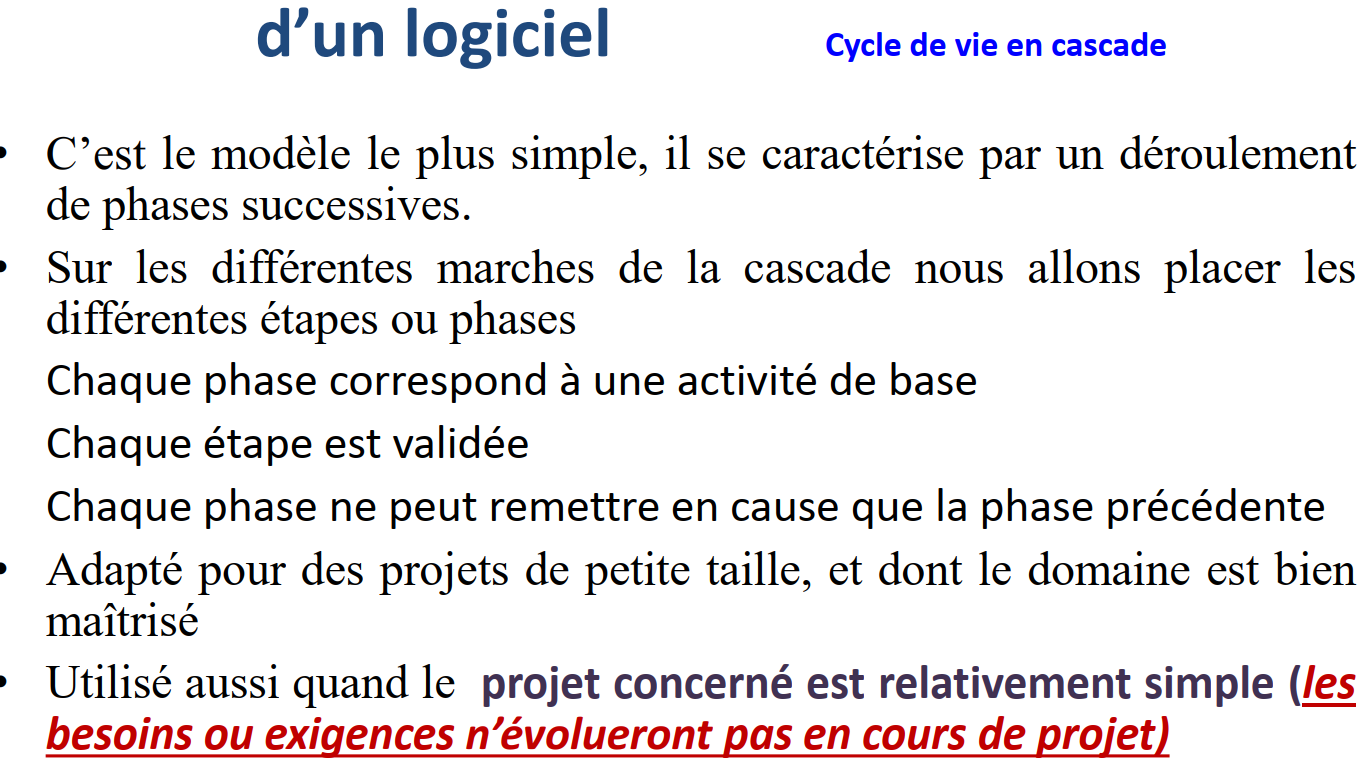 d’un logiciel
Cycle de vie en cascade
• C’est le modèle le plus simple, il se caractérise par un déroulement
de phases successives.
• Sur les différentes marches de la cascade nous allons placer les
différentes étapes ou phases
Chaque phase correspond à une activité de base
Chaque étape est validée
Chaque phase ne peut remettre en cause que la phase précédente
• Adapté pour des projets de petite taille, et dont le domaine est bien
maîtrisé
• Utilisé aussi quand le projet concerné est relativement simple (les
besoins ou exigences n’évolueront pas en cours de projet)